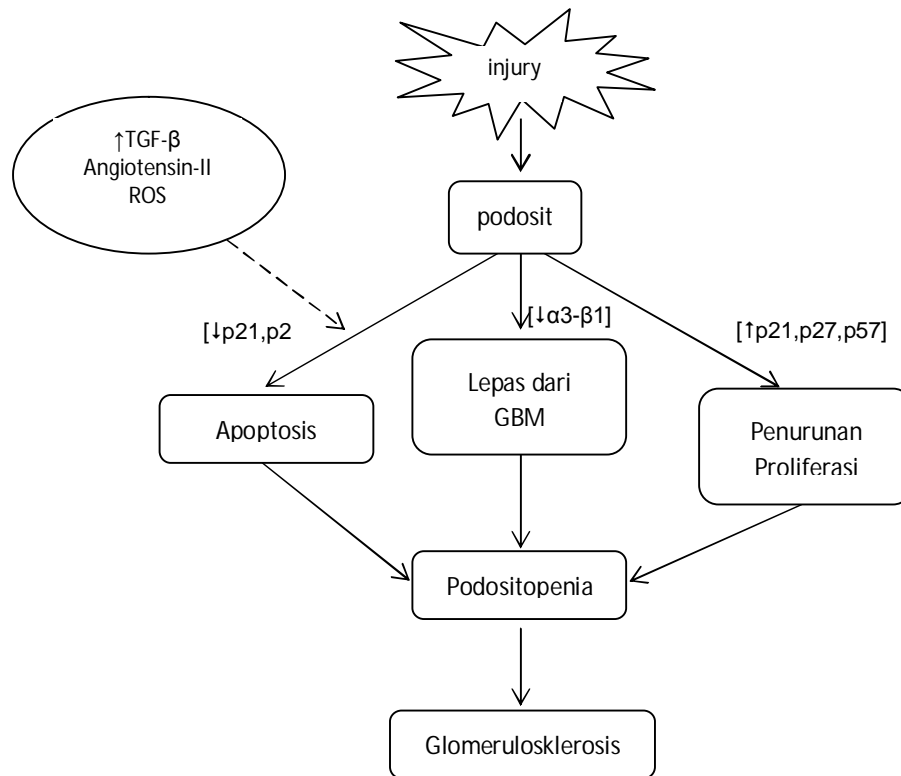 injury
↑TGF-β
Angiotensin-II
ROS
podosit
[↓p21,p2
[↓α3-β1]
[↑p21,p27,p57]
Apoptosis
Lepas dari
GBM
Penurunan
Proliferasi
Podositopenia
Glomerulosklerosis